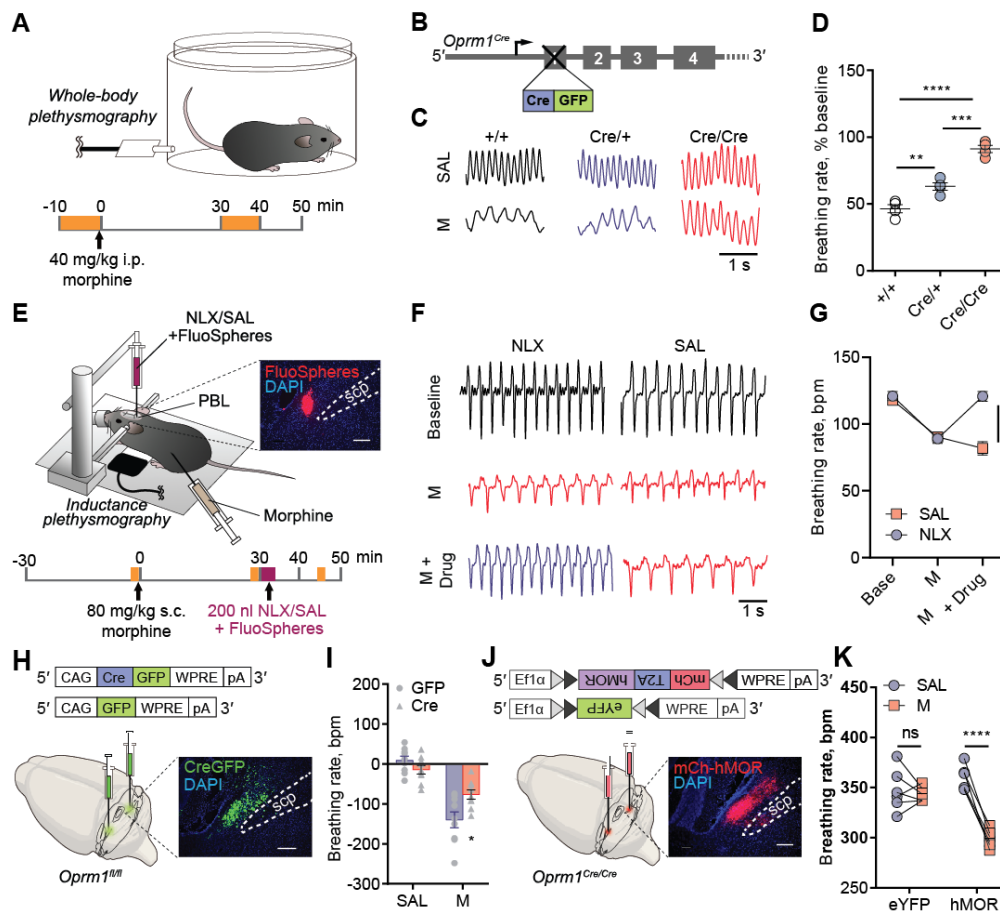 A
Whole-body
plethysmography
-10
0
30
40
50
min
40 mg/kg i.p.
morphine
B
5′
Oprm1Cre
2
3
4
3′
Cre
GFP
C
+/+
Cre/+
Cre/Cre
SAL
M
1 s
D
Breathing rate, % baseline
150
100
50
0
****
***
**
+/+
Cre/+
Cre/Cre
E
NLX/SAL
+FluoSpheres
FluoSpheres
DAPI
scp
PBL
Inductance
plethysmography
Morphine
-30
0
30
40
50
min
80 mg/kg s.c.
morphine
200 nl NLX/SAL
+ FluoSpheres
F
NLX
SAL
Baseline
M
M +
Drug
1 s
G
Breathing rate, bpm
150
100
50
0
SAL
NLX
Base
M
M + Drug
H
5′ CAG Cre GFP WPRE pA 3′
5′ CAG GFP WPRE pA 3′
CreGFP
DAPI
scp
Oprm1fl/fl
I
Breathing rate, bpm
200
100
0
-100
-200
-300
GFP
Cre
*
SAL
M
J
5′ Ef1α hMOR T2A mCh WPRE pA 3′
5′ Ef1α eYFP WPRE pA 3′
mCh-hMOR
DAPI
scp
Oprm1Cre/Cre
K
Breathing rate, bpm
400
350
300
250
SAL
M
ns
****
eYFP
hMOR